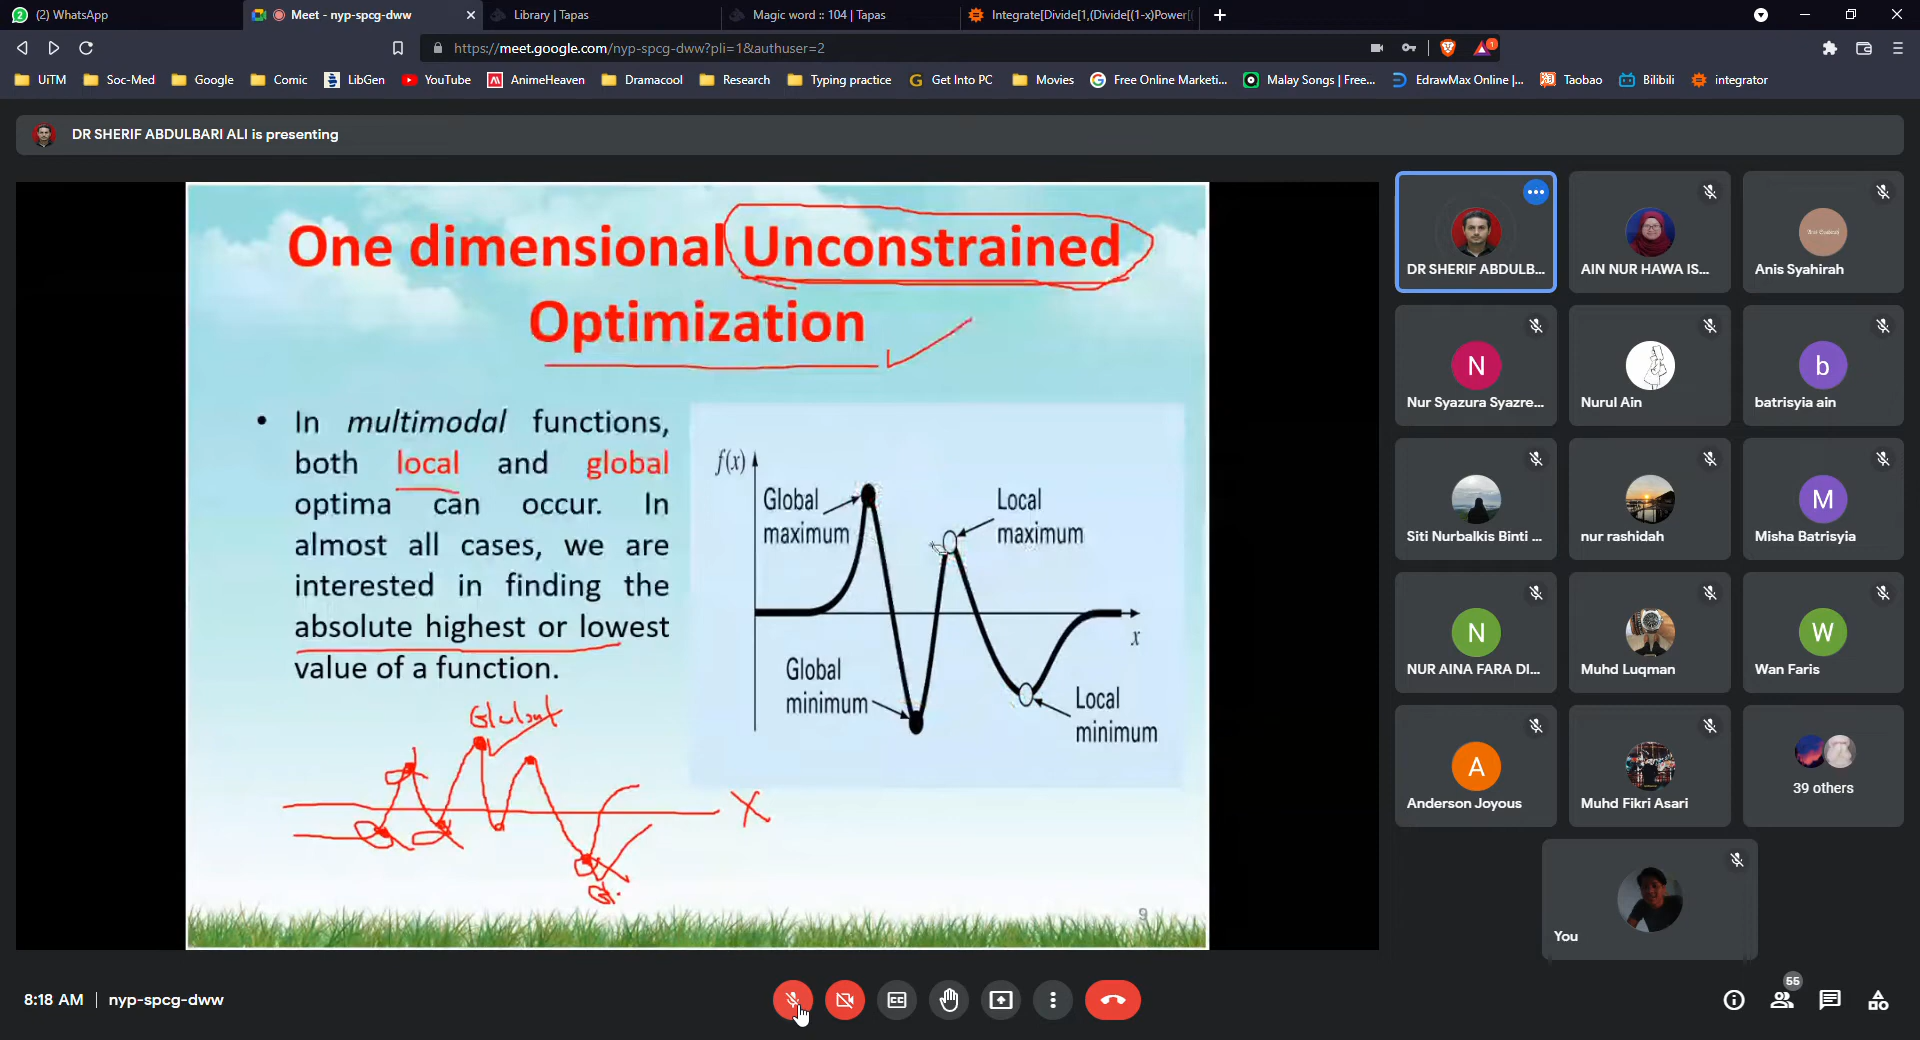 (2) WhatsApp
Meet - nyp-spcg-dww
Library | Tapas
Magic word :: 104 | Tapas
Integrate[Divide[1,(Divide[(1-x)Power[(
https://meet.google.com/nyp-spcg-dww?pli=1&authuser=2
1
UiTM
Soc-Med
Google
Comic
LibGen
YouTube
AnimeHeaven
Dramacool
Research
Typing practice
Get Into PC
Movies
Free Online Marketi...
Malay Songs | Free...
EdrawMax Online |...
Taobao
Bilibili
integrator
DR SHERIF ABDULBARI ALI is presenting
One dimensional Unconstrained
Optimization
• In multimodal functions,
both local and global
optima can occur. In
almost all cases, we are
interested in finding the
absolute highest or lowest
value of a function.
f(x)
Global
maximum
Local
maximum
x
Global
minimum
Local
minimum
X
9
DR SHERIF ABDULB...
AIN NUR HAWA IS...
Anis Syahirah
N
Nur Syazura Syazre...
Nurul Ain
b
batrisyia ain
Siti Nurbalkis Binti ...
nur rashidah
M
Misha Batrisyia
N
NUR AINA FARA DI...
Muhd Luqman
W
Wan Faris
A
Anderson Joyous
Muhd Fikri Asari
39 others
You
8:18 AM | nyp-spcg-dww
55